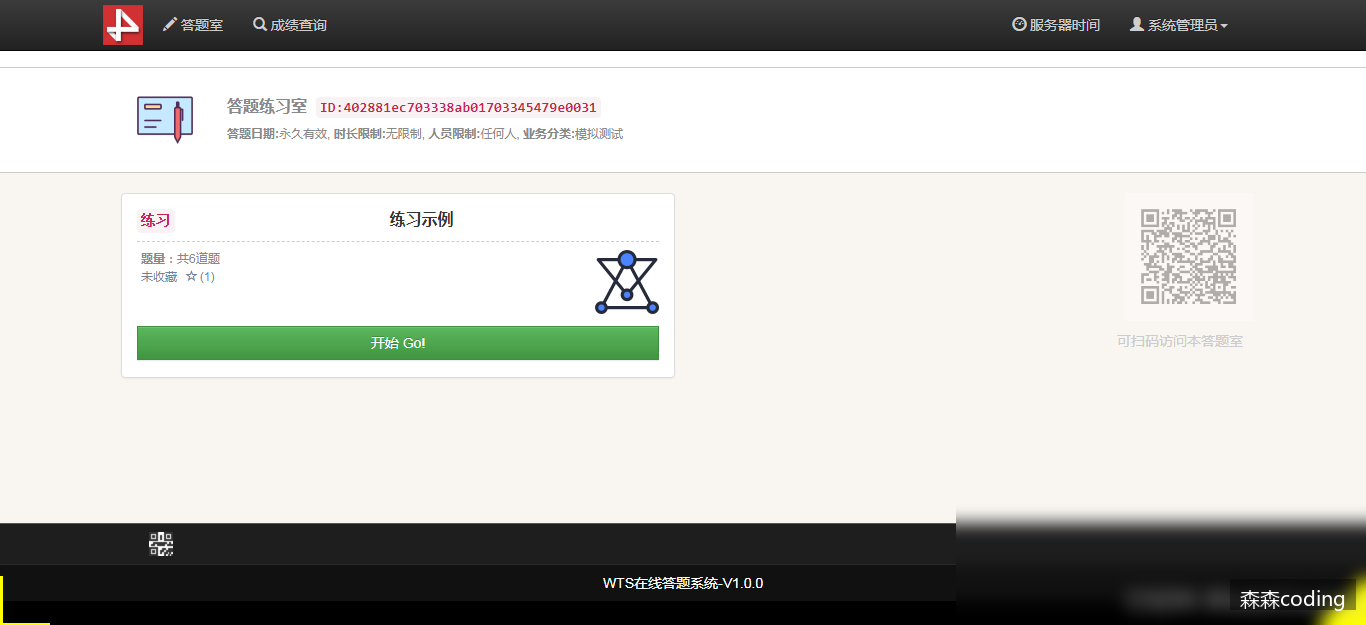 答题室 成绩查询 服务器时间 系统管理员
答题练习室 ID:402881ec703338ab01703345479e0031
答题日期:永久有效, 时长限制:无限制, 人员限制:任何人, 业务分类:模拟测试
练习 练习示例
题量：共6道题
未收藏 ☆(1)
开始 Go!
可扫码访问本答题室
WTS在线答题系统-V1.0.0
森森coding